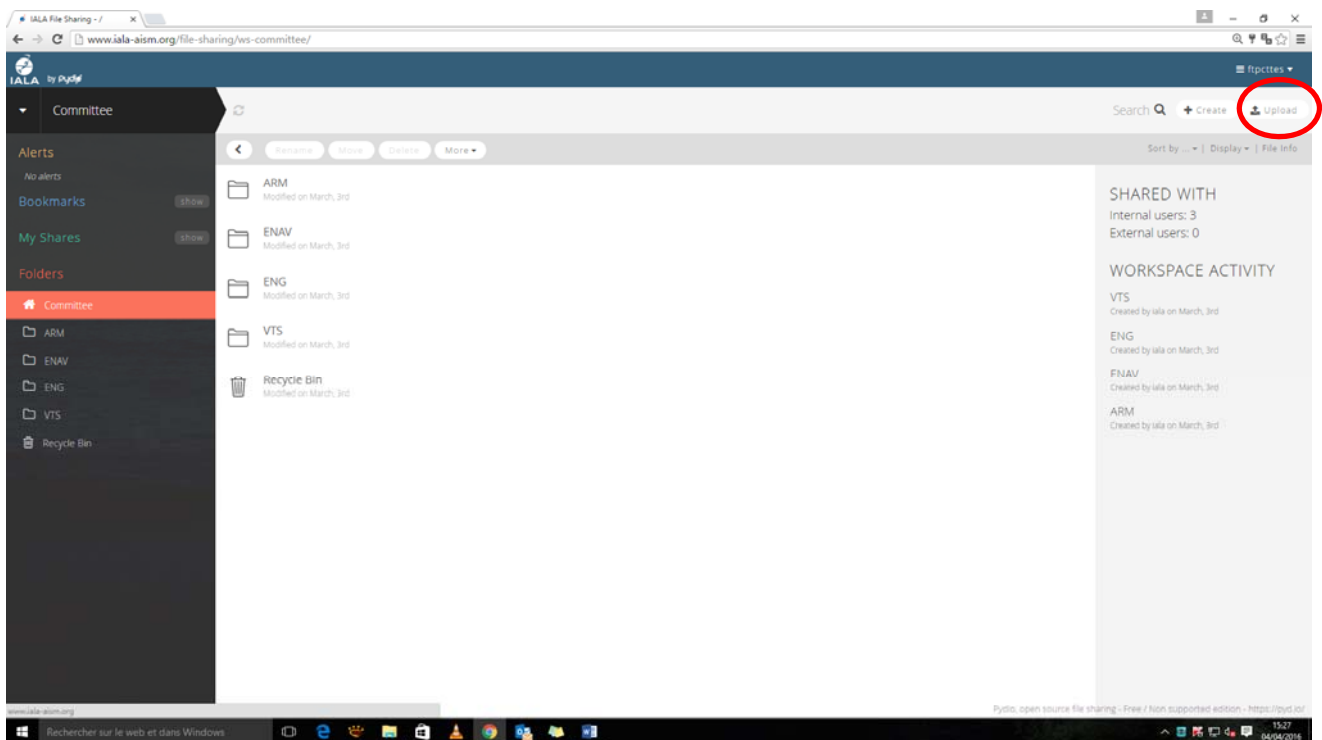 IALA File Sharing - /
www.iala-aism.org/file-sharing/ws-committee/
IALA by Pydio
ftpcttes
Committee
Search
Create
Upload
Rename
Move
Delete
More
Sort by ... | Display | File Info
Alerts
No alerts
Bookmarks
show
My Shares
show
Folders
Committee
ARM
ENAV
ENG
VTS
Recycle Bin
ARM
Modified on March, 3rd
ENAV
Modified on March, 3rd
ENG
Modified on March, 3rd
VTS
Modified on March, 3rd
Recycle Bin
Modified on March, 3rd
SHARED WITH
Internal users: 3
External users: 0
WORKSPACE ACTIVITY
VTS
Created by iala on March, 3rd
ENG
Created by iala on March, 3rd
ENAV
Created by iala on March, 3rd
ARM
Created by iala on March, 3rd
www.iala-aism.org
Pydio, open source file sharing - Free / Non supported edition - https://pyd.io/
Rechercher sur le web et dans Windows
15:27
04/04/2016